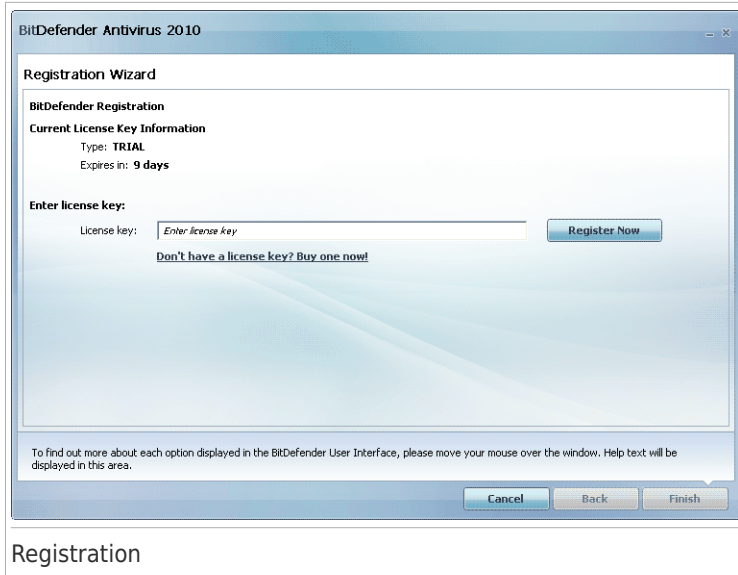 BitDefender Antivirus 2010
Registration Wizard
BitDefender Registration
Current License Key Information
Type: TRIAL
Expires in: 9 days
Enter license key:
License key: Enter license key Register Now
Don't have a license key? Buy one now!
To find out more about each option displayed in the BitDefender User Interface, please move your mouse over the window. Help text will be
displayed in this area.
Cancel Back Finish
Registration